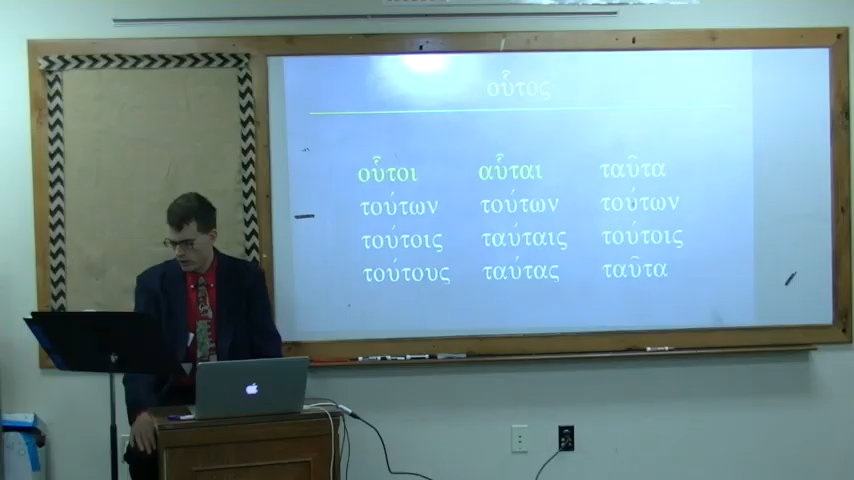 οὗτος
οὗτοι αὗται ταῦτα
τούτων τούτων τούτων
τούτοις ταύταις τούτοις
τούτους ταύτας ταῦτα